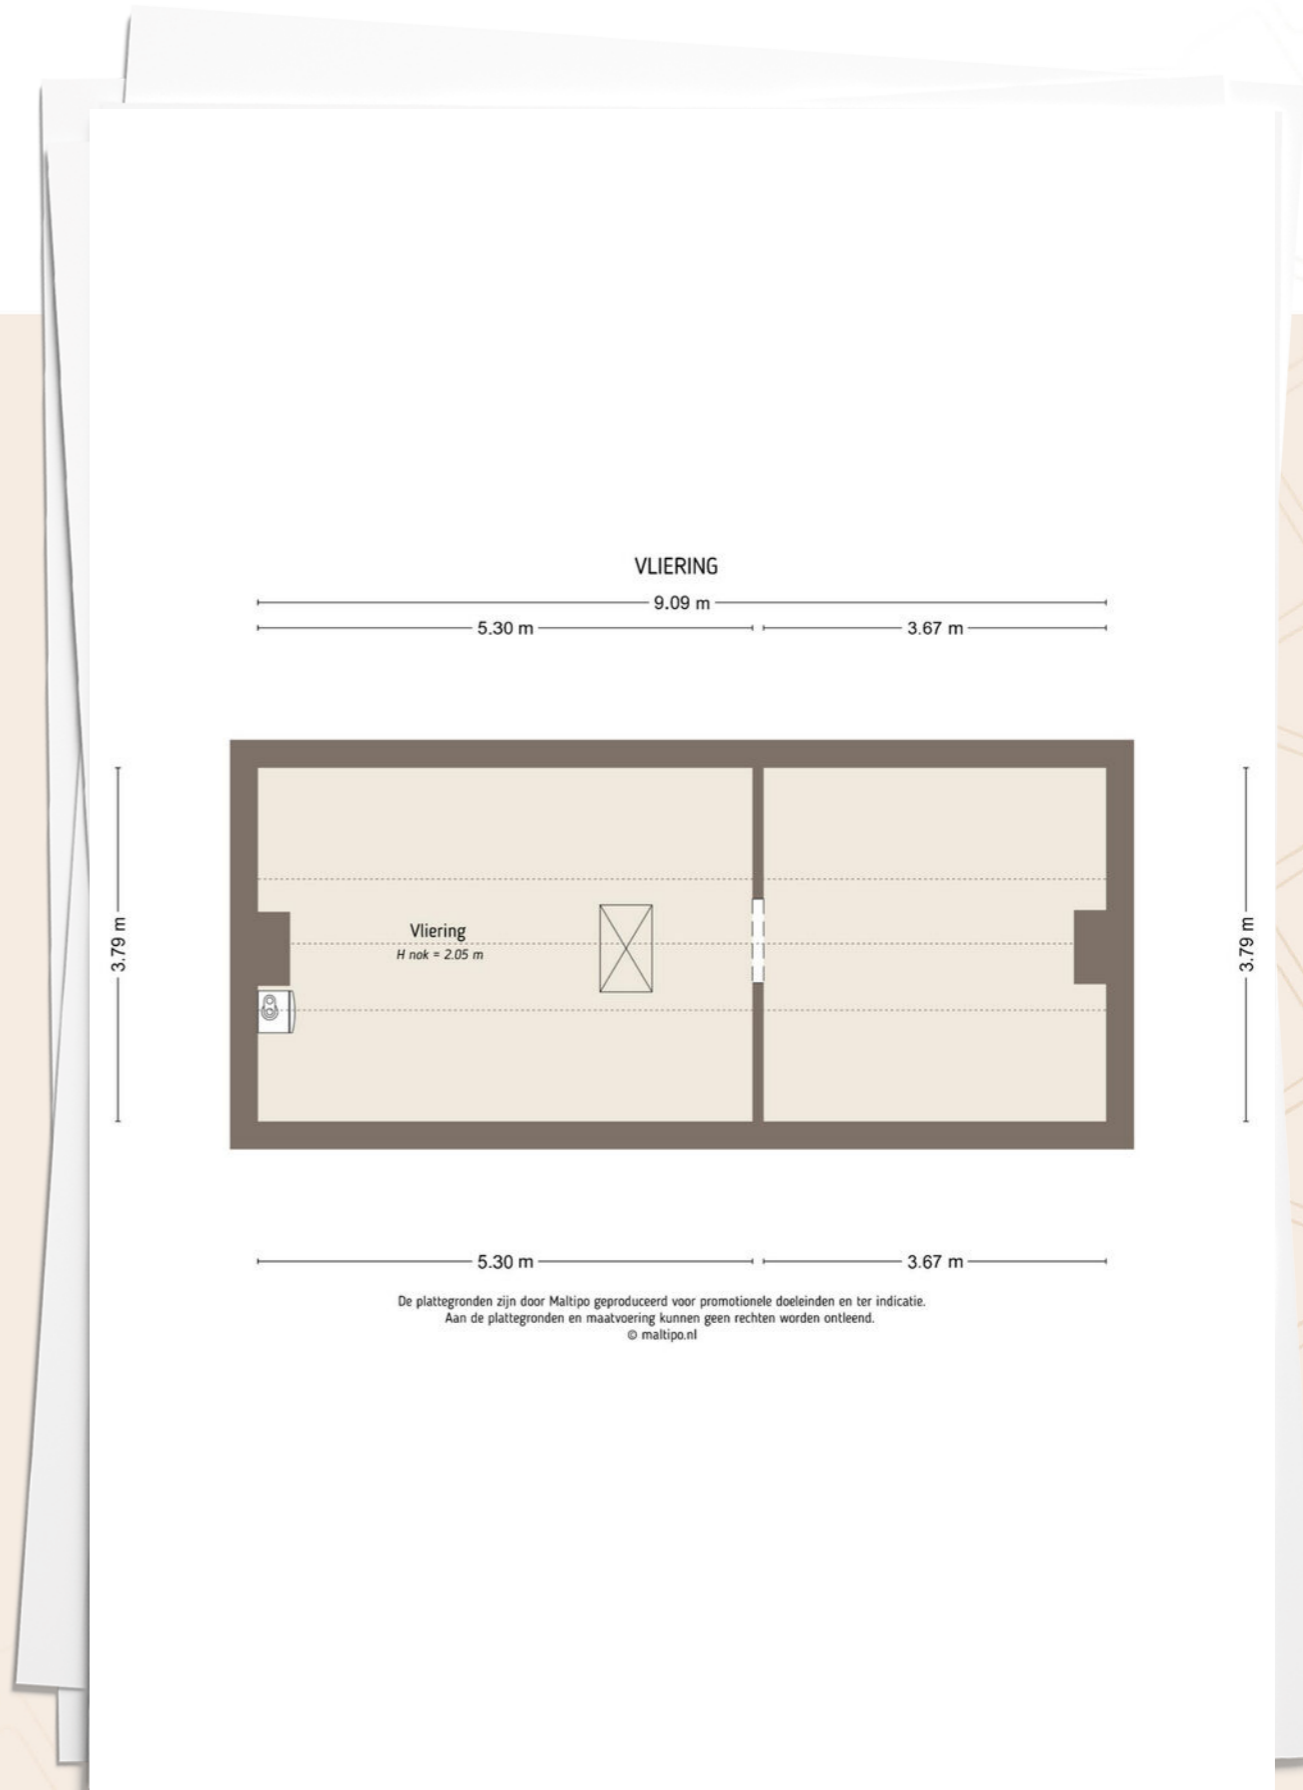 VLIERING
9.09 m
5.30 m
3.67 m
3.79 m
3.79 m
Vliering
H nok = 2.05 m
5.30 m
3.67 m
De plattegronden zijn door Maltipo geproduceerd voor promotionele doeleinden en ter indicatie.
Aan de plattegronden en maatvoering kunnen geen rechten worden ontleend.
© maltipo.nl